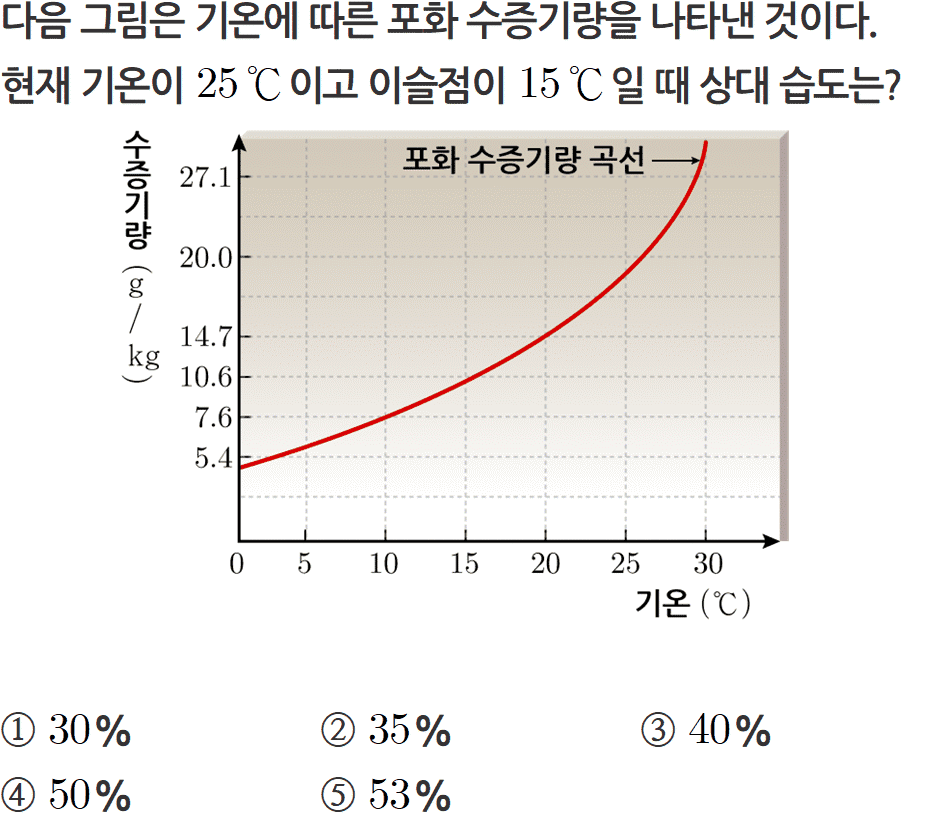 다음 그림은 기온에 따른 포화 수증기량을 나타낸 것이다.
현재 기온이 25 ℃ 이고 이슬점이 15 ℃ 일 때 상대 습도는?
수증기량 (g/kg)
포화 수증기량 곡선
27.1
20.0
14.7
10.6
7.6
5.4
0 5 10 15 20 25 30
기온 (℃)
① 30% ② 35% ③ 40%
④ 50% ⑤ 53%